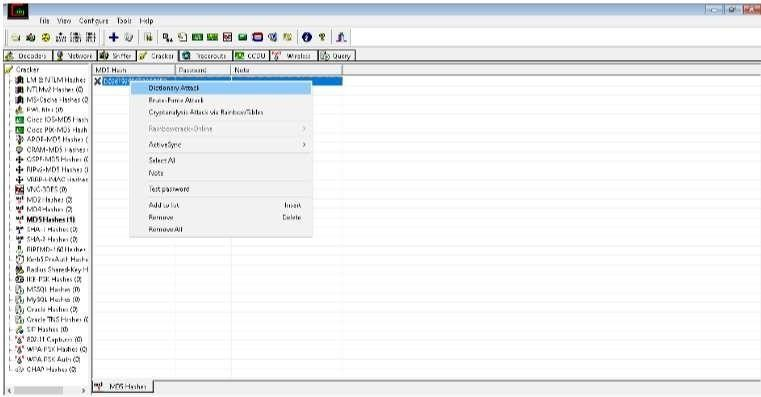 File View Configure Tools Help
Decoders Network Sniffer Cracker Traceroute CCDU Wireless Query
Cracker
LM & NTLM Hashes
NTLMv2 Hashes (0)
MS-Cache Hashes (0)
PWL files (0)
Cisco IOS-MD5 Hash
Cisco PIX-MD5 Hash
APOP-MD5 Hashes (
CRAM-MD5 Hashes (
OSPF-MD5 Hashes (0
RIPv2-MD5 Hashes (
VRRP-HMAC Hashes
VNC-3DES (0)
MD2 Hashes (0)
MD4 Hashes (0)
MD5 Hashes (1)
SHA-1 Hashes (0)
SHA-2 Hashes (0)
RIPEMD-160 Hashes
Kerb5 PreAuth Hashe
Radius Shared-Key H
IKE-PSK Hashes (0)
MSSQL Hashes (0)
MySQL Hashes (0)
Oracle Hashes (0)
Oracle TNS Hashes (0
SIP Hashes (0)
802.11 Captures (0)
WPA-PSK Hashes (0)
WPA-PSK Auth (0)
CHAP Hashes (0)
MD5 Hash Password Note
Dictionary Attack
Brute-Force Attack
Cryptanalysis Attack via RainbowTables
Rainbowcrack-Online
ActiveSync
Select All
Note
Test password
Add to list Insert
Remove Delete
Remove All
MD5 Hashes